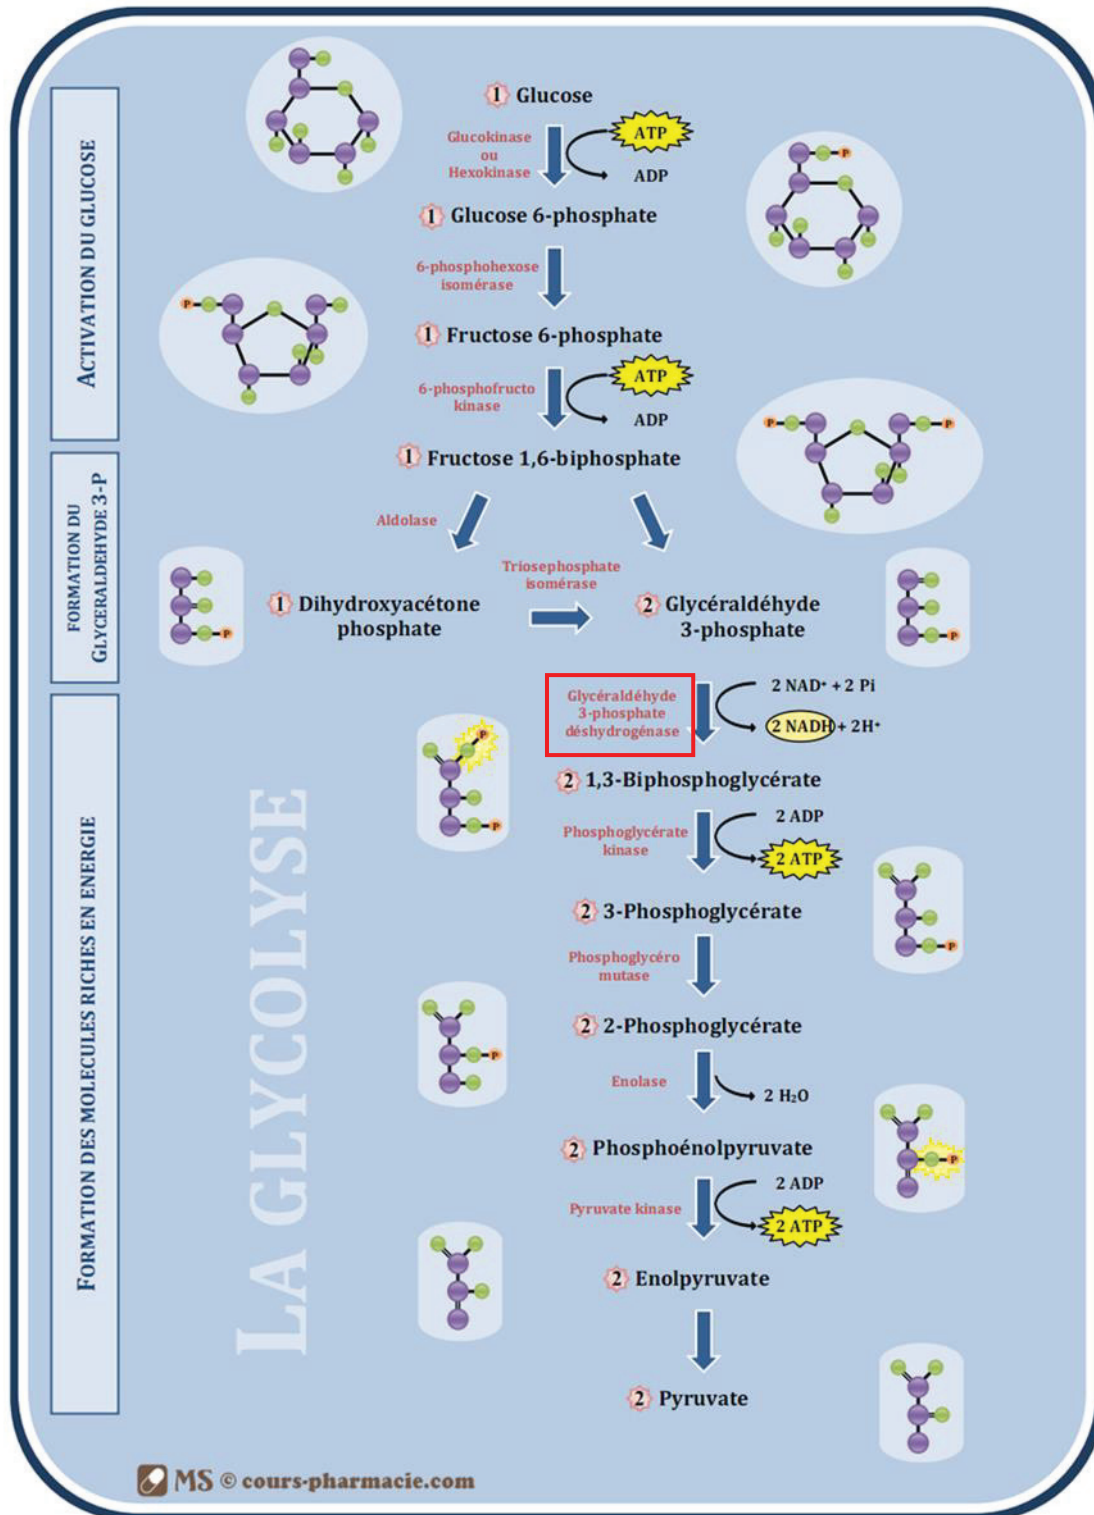 ACTIVATION DU GLUCOSE
FORMATION DU
GLYCERALDEHYDE 3-P
FORMATION DES MOLECULES RICHES EN ENERGIE
LA GLYCOLYSE
1 Glucose
Glucokinase
ou
Hexokinase
ATP
ADP
1 Glucose 6-phosphate
P
6-phosphohexose
isomérase
P
1 Fructose 6-phosphate
6-phosphofructo
kinase
ATP
ADP
P P
1 Fructose 1,6-biphosphate
Aldolase
Triosephosphate
isomérase
1 Dihydroxyacétone
phosphate
P
2 Glycéraldéhyde
3-phosphate
P
Glycéraldéhyde
3-phosphate
déshydrogénase
2 NAD⁺ + 2 Pi
2 NADH + 2H⁺
P
P
2 1,3-Biphosphoglycérate
Phosphoglycérate
kinase
2 ADP
2 ATP
2 3-Phosphoglycérate
P
Phosphoglycéro
mutase
2 2-Phosphoglycérate
P
Enolase
2 H₂O
2 Phosphoénolpyruvate
P
Pyruvate kinase
2 ADP
2 ATP
2 Enolpyruvate
2 Pyruvate
MS © cours-pharmacie.com